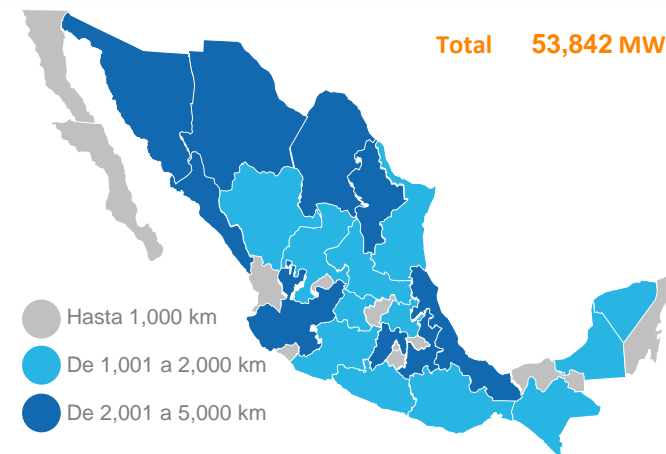 Total 53,842 MW
Hasta 1,000 km
De 1,001 a 2,000 km
De 2,001 a 5,000 km